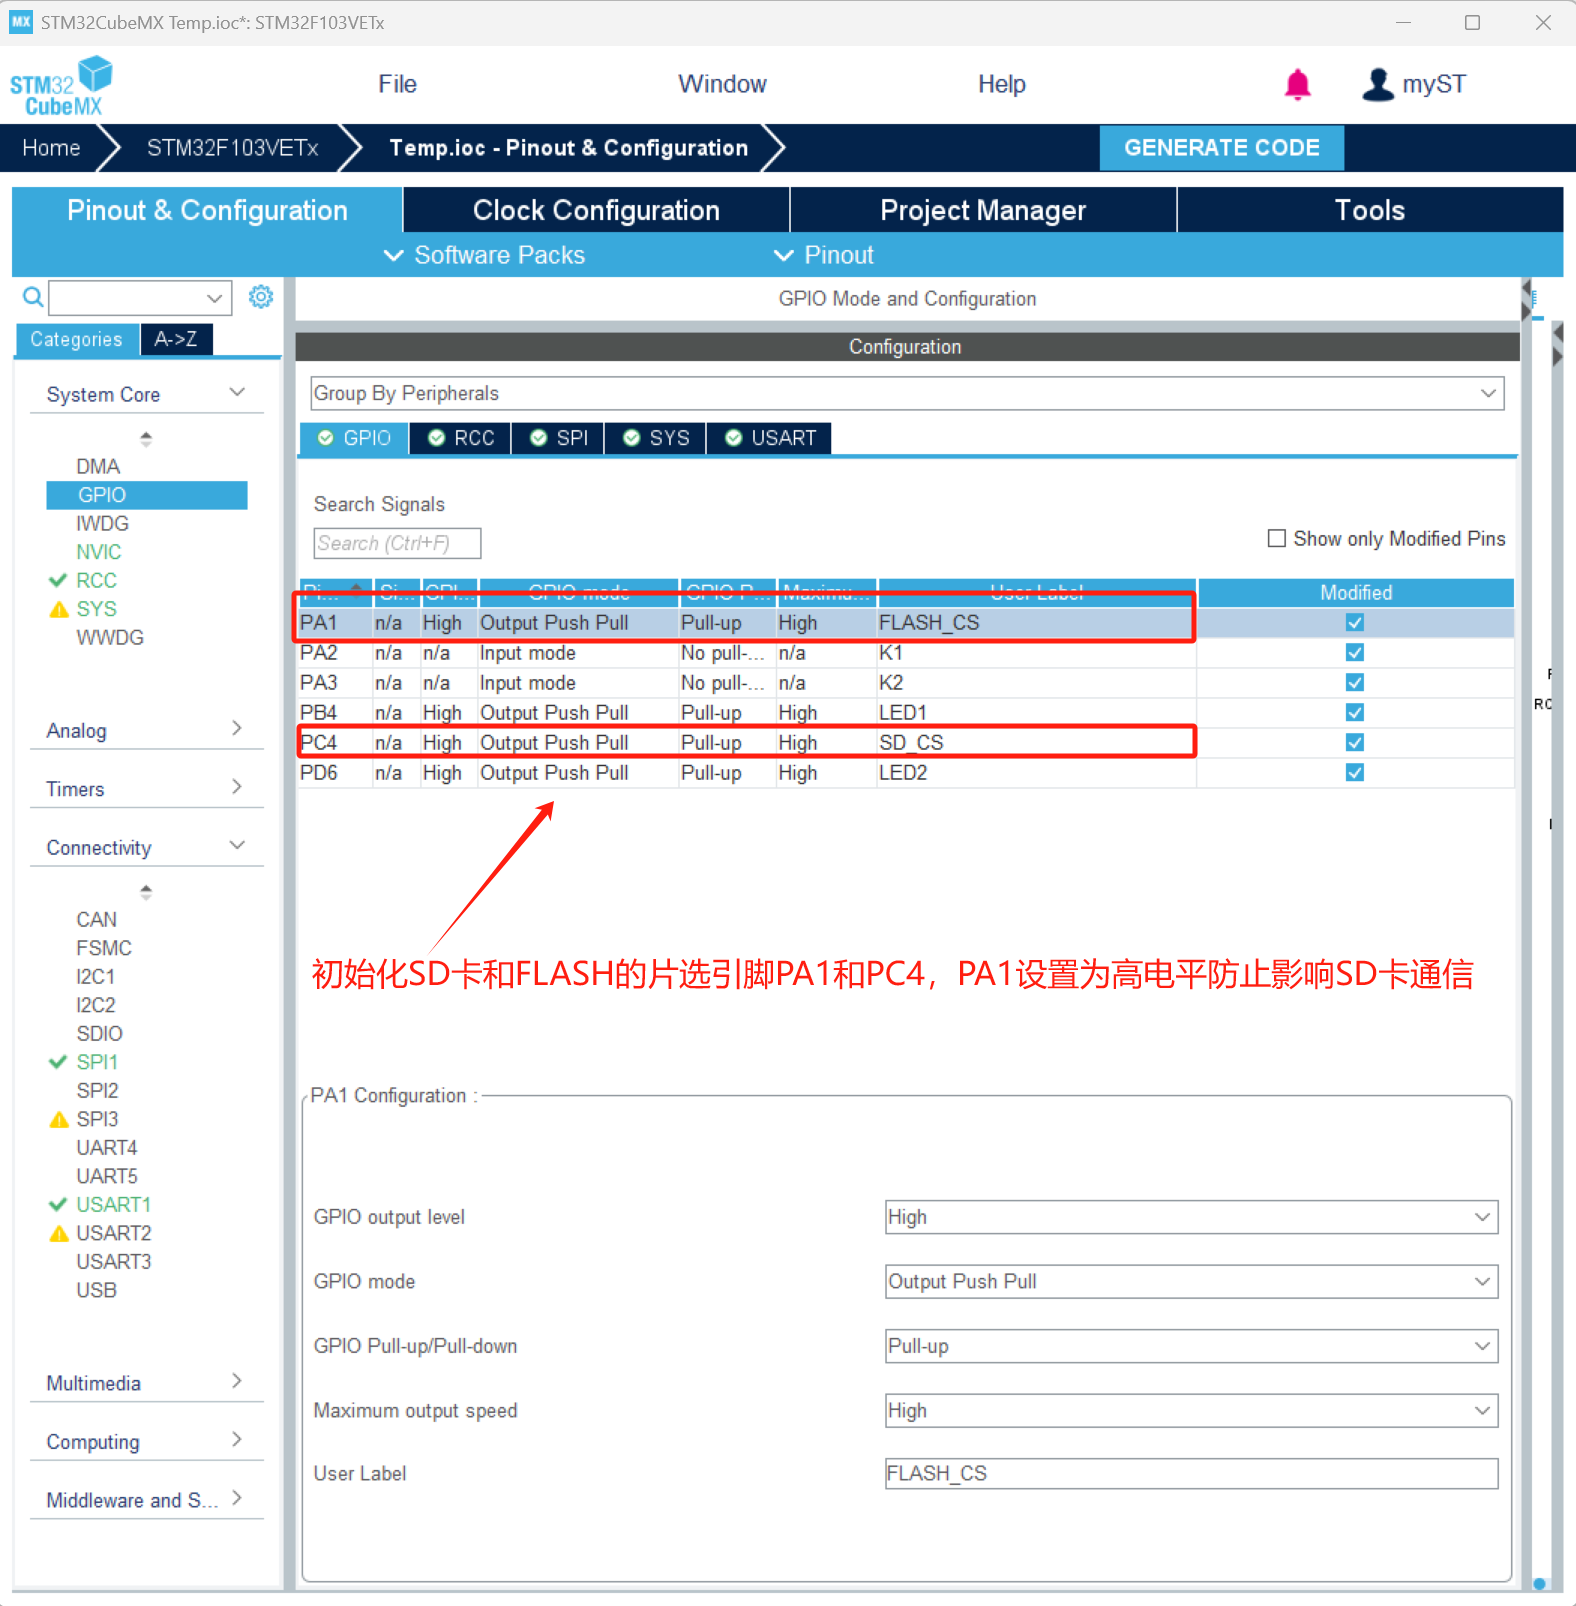 MX STM32CubeMX Temp.ioc*: STM32F103VETx
STM32 CubeMX
File Window Help myST
Home STM32F103VETx Temp.ioc - Pinout & Configuration GENERATE CODE
Pinout & Configuration Clock Configuration Project Manager Tools
Software Packs Pinout
GPIO Mode and Configuration
Categories A->Z
Configuration
System Core
Group By Peripherals
GPIO RCC SPI SYS USART
DMA
GPIO
IWDG
NVIC
RCC
SYS
WWDG
Search Signals
Search (Ctrl+F)
Show only Modified Pins
Pi... Si... GPI... GPIO mode GPIO P... Maximu... User Label Modified
PA1 n/a High Output Push Pull Pull-up High FLASH_CS
PA2 n/a n/a Input mode No pull-... n/a K1
PA3 n/a n/a Input mode No pull-... n/a K2
PB4 n/a High Output Push Pull Pull-up High LED1
PC4 n/a High Output Push Pull Pull-up High SD_CS
PD6 n/a High Output Push Pull Pull-up High LED2
Analog
Timers
Connectivity
CAN
FSMC
I2C1
I2C2
SDIO
SPI1
SPI2
SPI3
UART4
UART5
USART1
USART2
USART3
USB
Multimedia
Computing
Middleware and S...
初始化SD卡和FLASH的片选引脚PA1和PC4，PA1设置为高电平防止影响SD卡通信
PA1 Configuration :
GPIO output level High
GPIO mode Output Push Pull
GPIO Pull-up/Pull-down Pull-up
Maximum output speed High
User Label FLASH_CS